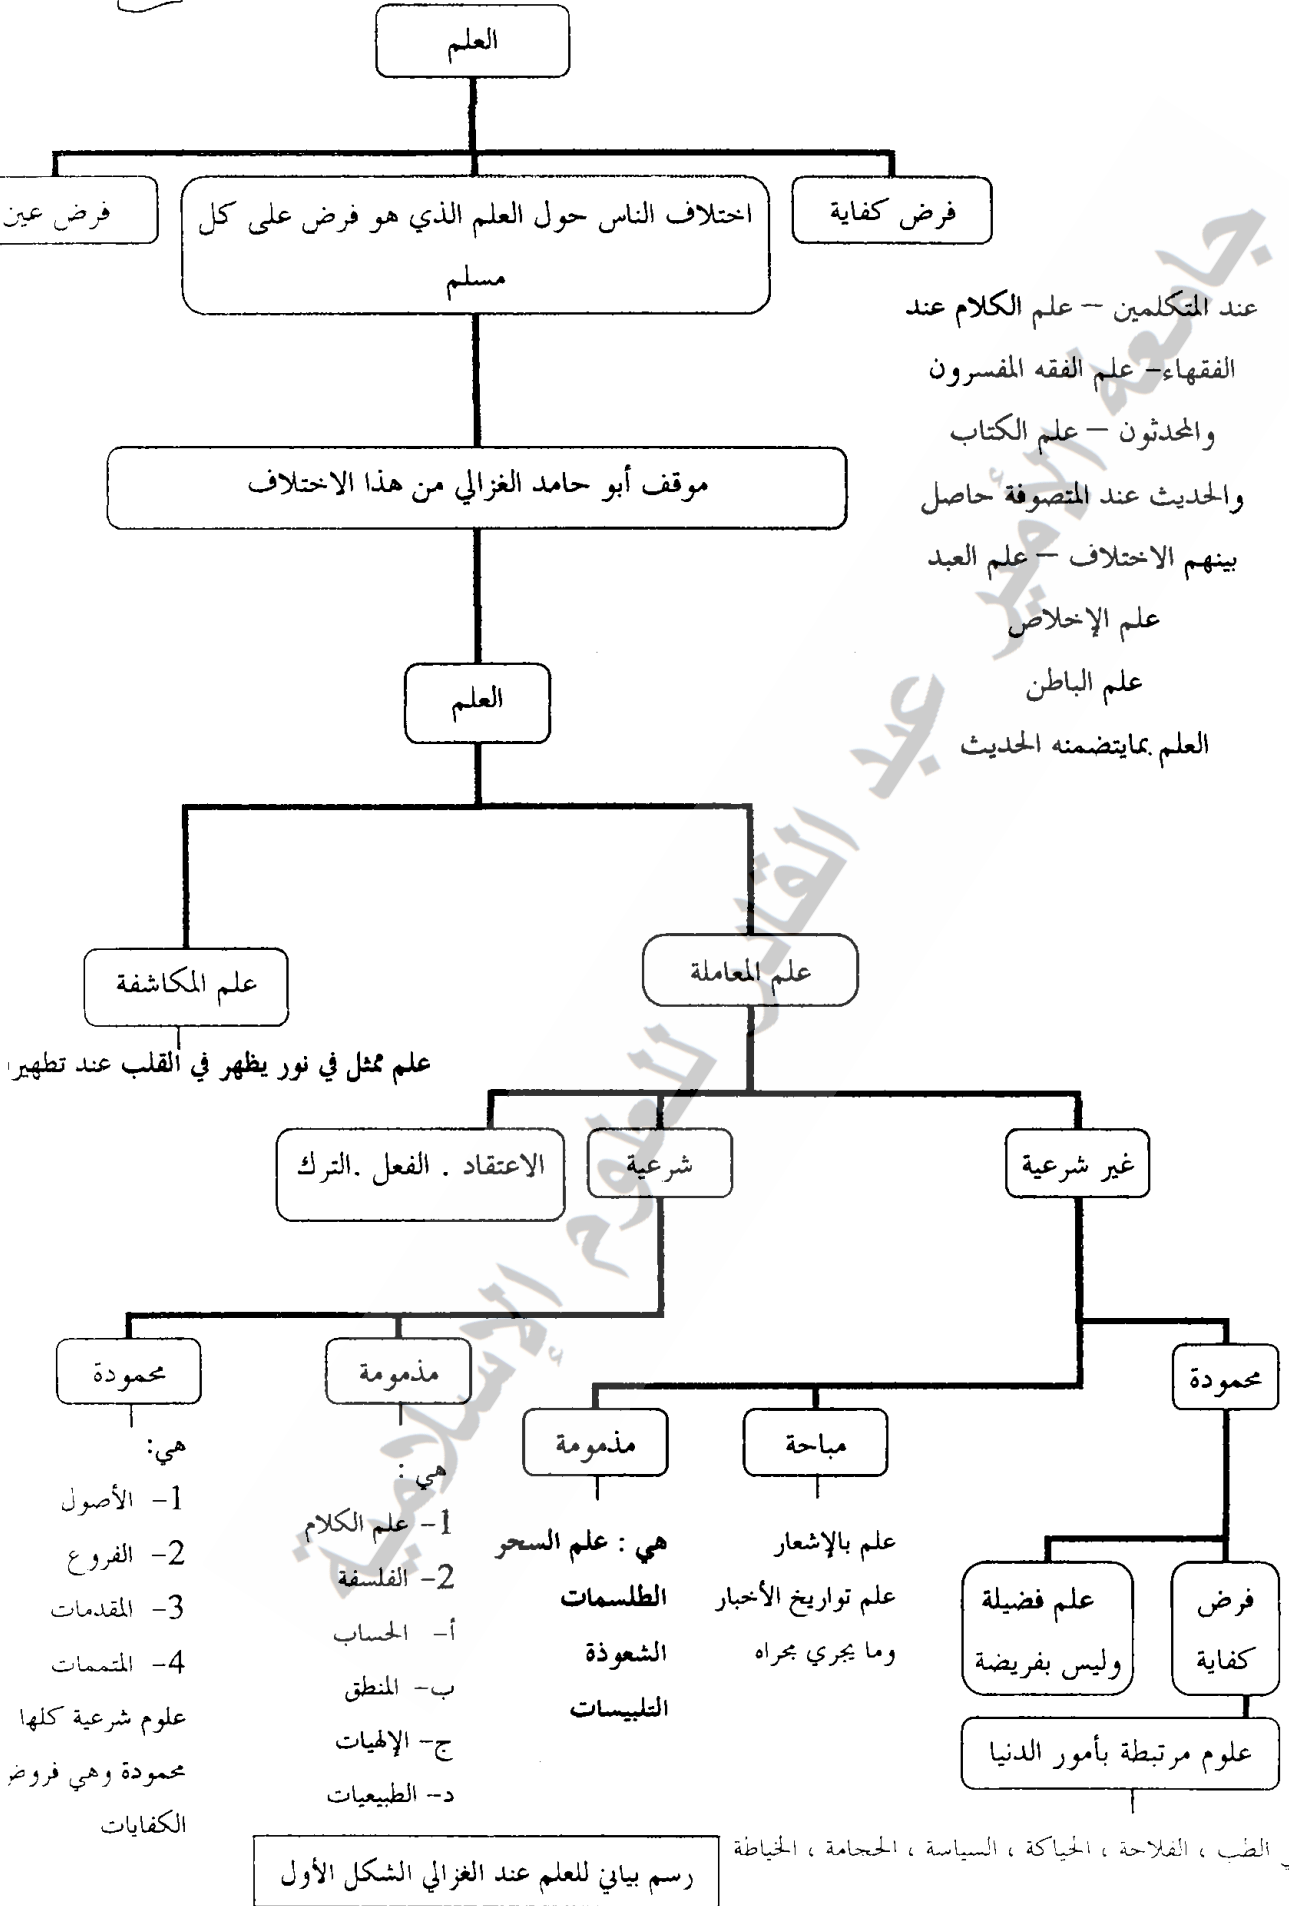 العلم
فرض كفاية
اختلاف الناس حول العلم الذي هو فرض على كل
مسلم
فرض عين
عند المتكلمين – علم الكلام عند
الفقهاء– علم الفقه المفسرون
والمحدثون – علم الكتاب
والحديث عند المتصوفة حاصل
بينهم الاختلاف – علم العبد
علم الإخلاص
علم الباطن
العلم بمايتضمنه الحديث
موقف أبو حامد الغزالي من هذا الاختلاف
العلم
علم المعاملة
علم المكاشفة
علم ممثل في نور يظهر في القلب عند تطهير
غير شرعية
شرعية
الاعتقاد . الفعل .الترك
محمودة
مباحة
مذمومة
مذمومة
محمودة
فرض
كفاية
علم فضيلة
وليس بفريضة
علوم مرتبطة بأمور الدنيا
الطب ، الفلاحة ، الحياكة ، السياسة ، الحجامة ، الخياطة
علم بالإشعار
علم تواريخ الأخبار
وما يجري مجراه
هي : علم السحر
الطلسمات
الشعوذة
التلبيسات
هي :
1- علم الكلام
2- الفلسفة
أ- الحساب
ب- المنطق
ج- الإلهيات
د- الطبيعيات
هي:
1- الأصول
2- الفروع
3- المقدمات
4- المتممات
علوم شرعية كلها
محمودة وهي فروض
الكفايات
رسم بياني للعلم عند الغزالي الشكل الأول
جامعة الأمير عبد القادر للعلوم الإسلامية